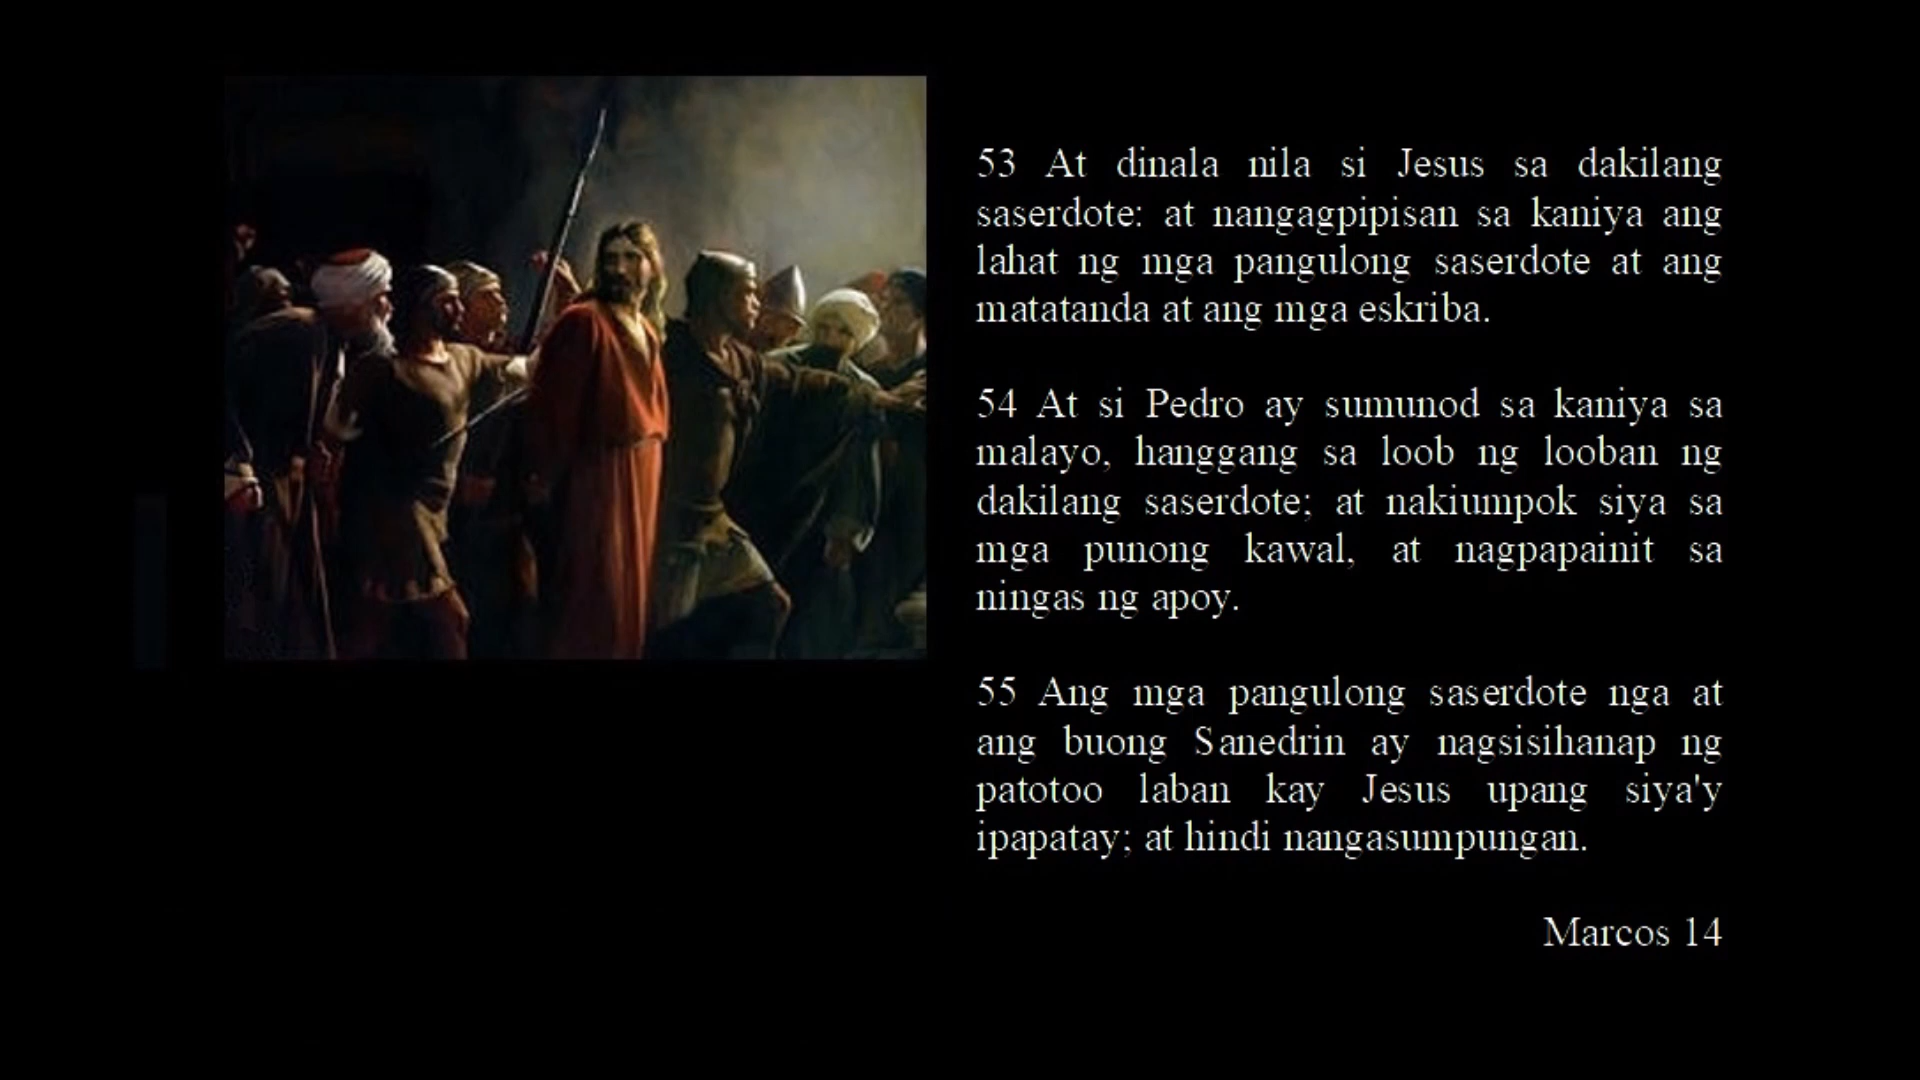 53 At dinala nila si Jesus sa dakilang
saserdote: at nangagpipisan sa kaniya ang
lahat ng mga pangulong saserdote at ang
matatanda at ang mga eskriba.
54 At si Pedro ay sumunod sa kaniya sa
malayo, hanggang sa loob ng looban ng
dakilang saserdote; at nakiumpok siya sa
mga punong kawal, at nagpapainit sa
ningas ng apoy.
55 Ang mga pangulong saserdote nga at
ang buong Sanedrin ay nagsisihanap ng
patotoo laban kay Jesus upang siya'y
ipapatay; at hindi nangasumpungan.
Marcos 14